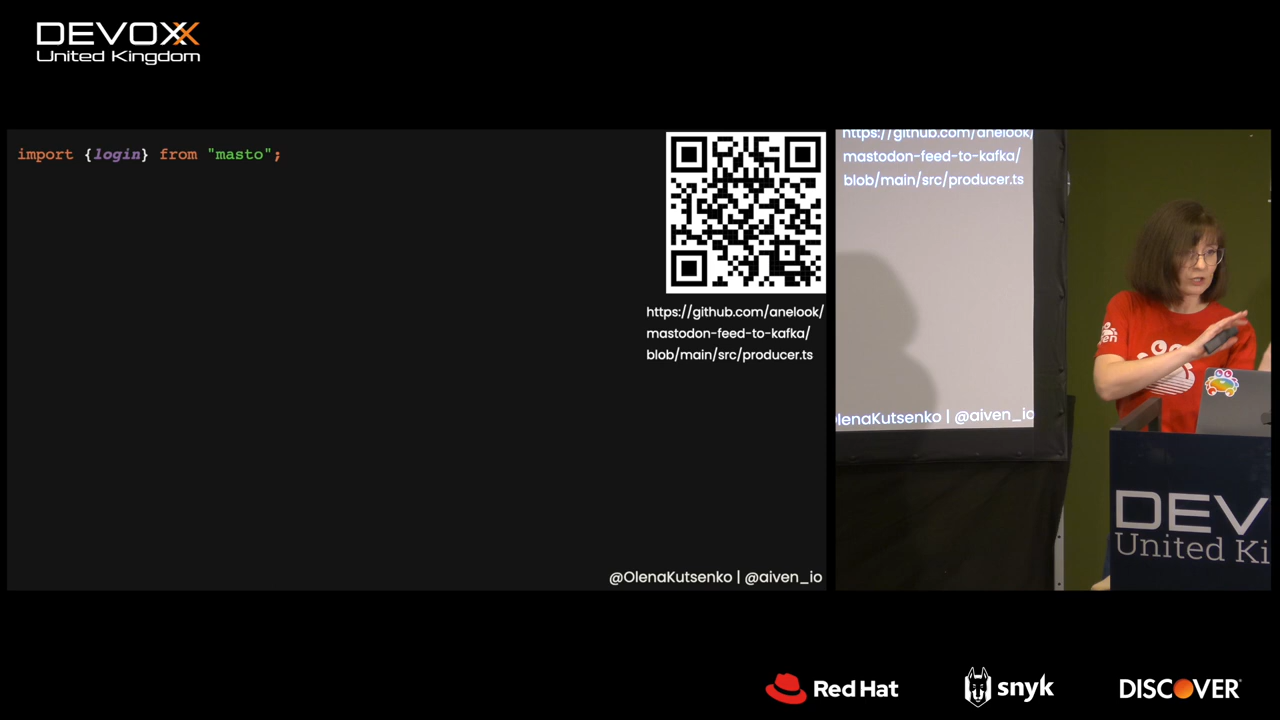 DEVOXX
United Kingdom
import {login} from "masto";
https://github.com/anelook/
mastodon-feed-to-kafka/
blob/main/src/producer.ts
@OlenaKutsenko | @aiven_io
https://github.com/anelook/
mastodon-feed-to-kafka/
blob/main/src/producer.ts
lenaKutsenko | @aiven_io
DEV
United Ki
Red Hat
snyk
DISCOVER